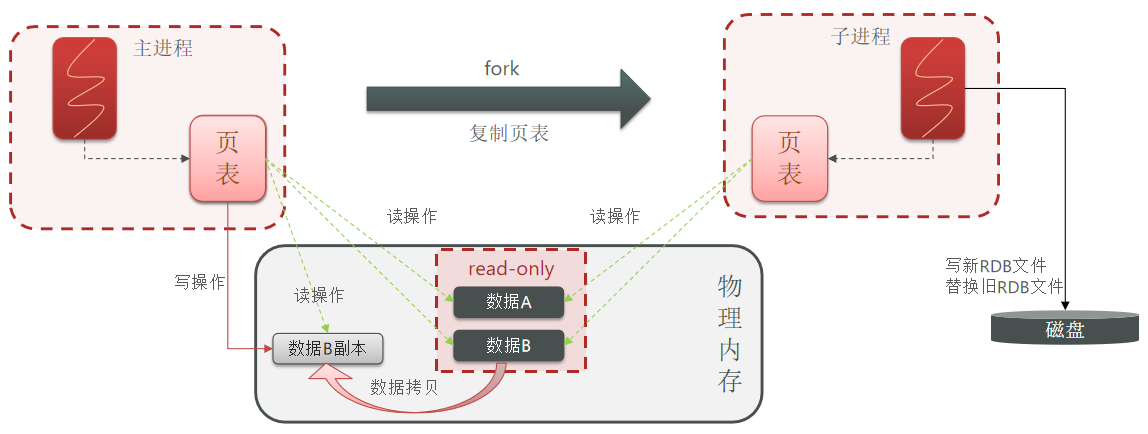 主进程
页
表
fork
复制页表
子进程
页
表
读操作
读操作
写操作
读操作
read-only
数据A
数据B
数据B副本
数据拷贝
物
理
内
存
写新RDB文件
替换旧RDB文件
磁盘